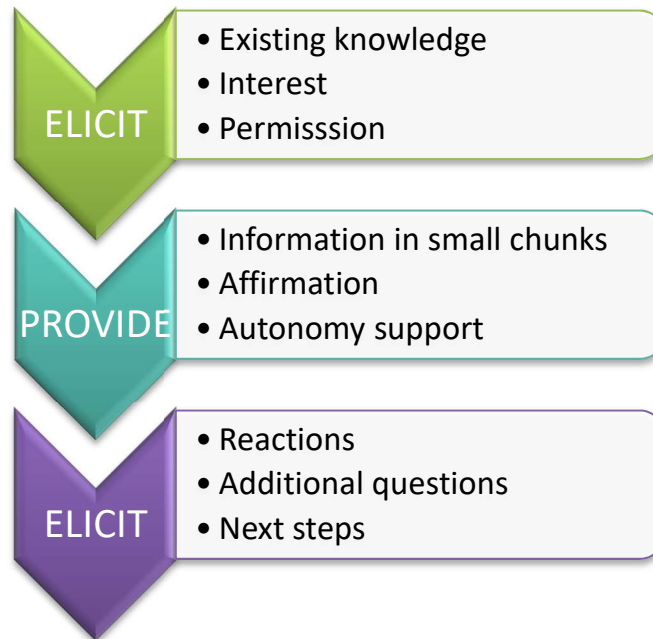 ELICIT
• Existing knowledge
• Interest
• Permisssion
PROVIDE
• Information in small chunks
• Affirmation
• Autonomy support
ELICIT
• Reactions
• Additional questions
• Next steps